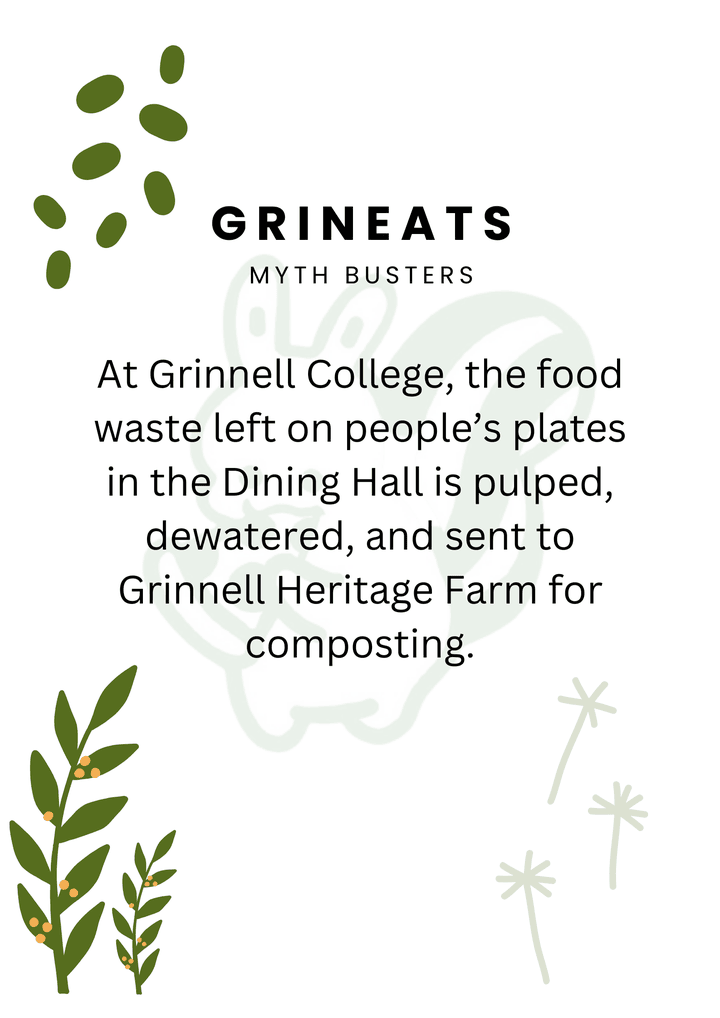 GRINEATS
MYTH BUSTERS
At Grinnell College, the food
waste left on people’s plates
in the Dining Hall is pulped,
dewatered, and sent to
Grinnell Heritage Farm for
composting.